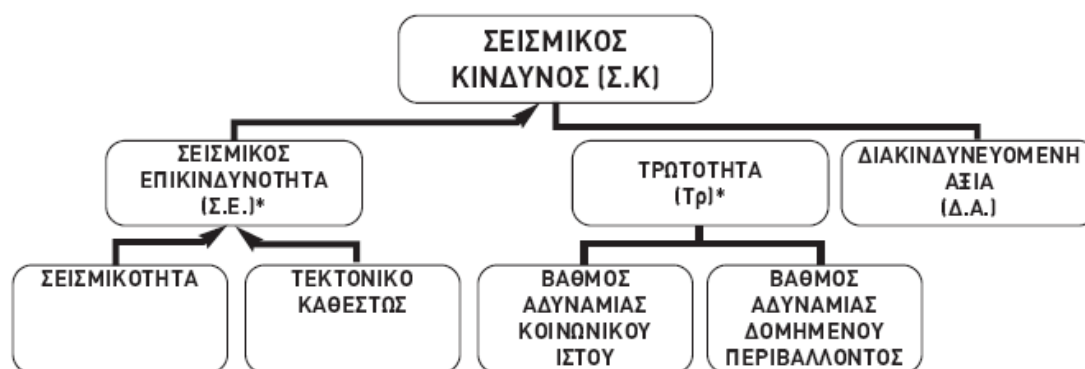 ΣΕΙΣΜΙΚΟΣ
ΚΙΝΔΥΝΟΣ (Σ.Κ)
ΣΕΙΣΜΙΚΟΣ
ΕΠΙΚΙΝΔΥΝΟΤΗΤΑ
(Σ.Ε.)*
ΤΡΩΤΟΤΗΤΑ
(Τρ)*
ΔΙΑΚΙΝΔΥΝΕΥΟΜΕΝΗ
ΑΞΙΑ
(Δ.Α.)
ΣΕΙΣΜΙΚΟΤΗΤΑ
ΤΕΚΤΟΝΙΚΟ
ΚΑΘΕΣΤΩΣ
ΒΑΘΜΟΣ
ΑΔΥΝΑΜΙΑΣ
ΚΟΙΝΩΝΙΚΟΥ
ΙΣΤΟΥ
ΒΑΘΜΟΣ
ΑΔΥΝΑΜΙΑΣ
ΔΟΜΗΜΕΝΟΥ
ΠΕΡΙΒΑΛΛΟΝΤΟΣ